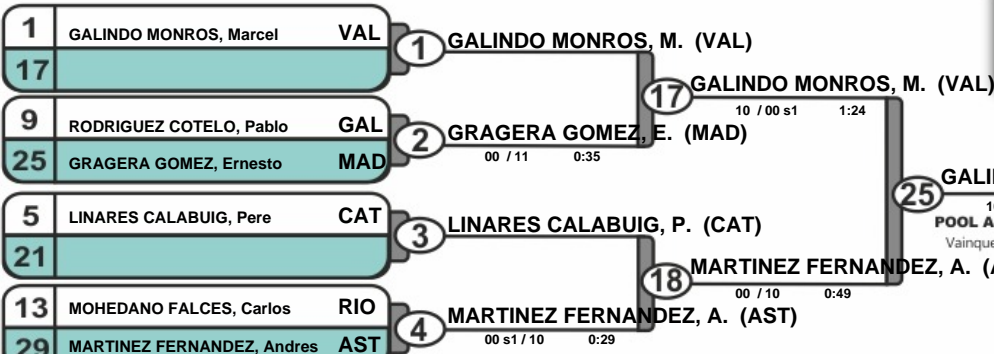 1 GALINDO MONROS, Marcel VAL
17
1 GALINDO MONROS, M. (VAL)
9 RODRIGUEZ COTELO, Pablo GAL
25 GRAGERA GOMEZ, Ernesto MAD
2 GRAGERA GOMEZ, E. (MAD)
00 / 11 0:35
17 GALINDO MONROS, M. (VAL)
10 / 00 s1 1:24
5 LINARES CALABUIG, Pere CAT
21
3 LINARES CALABUIG, P. (CAT)
13 MOHEDANO FALCES, Carlos RIO
29 MARTINEZ FERNANDEZ, Andres AST
4 MARTINEZ FERNANDEZ, A. (AST)
00 s1 / 10 0:29
18 MARTINEZ FERNANDEZ, A. (
00 / 10 0:49
25 GALI
POOL A
Vainque